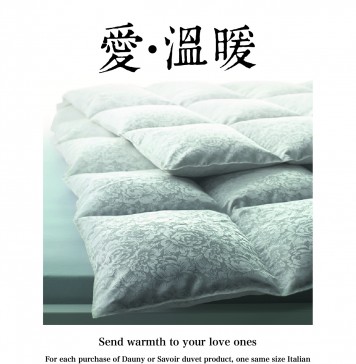 愛·溫暖
Send warmth to your love ones
For each purchase of Dauny or Savoir duvet product, one same size Italian